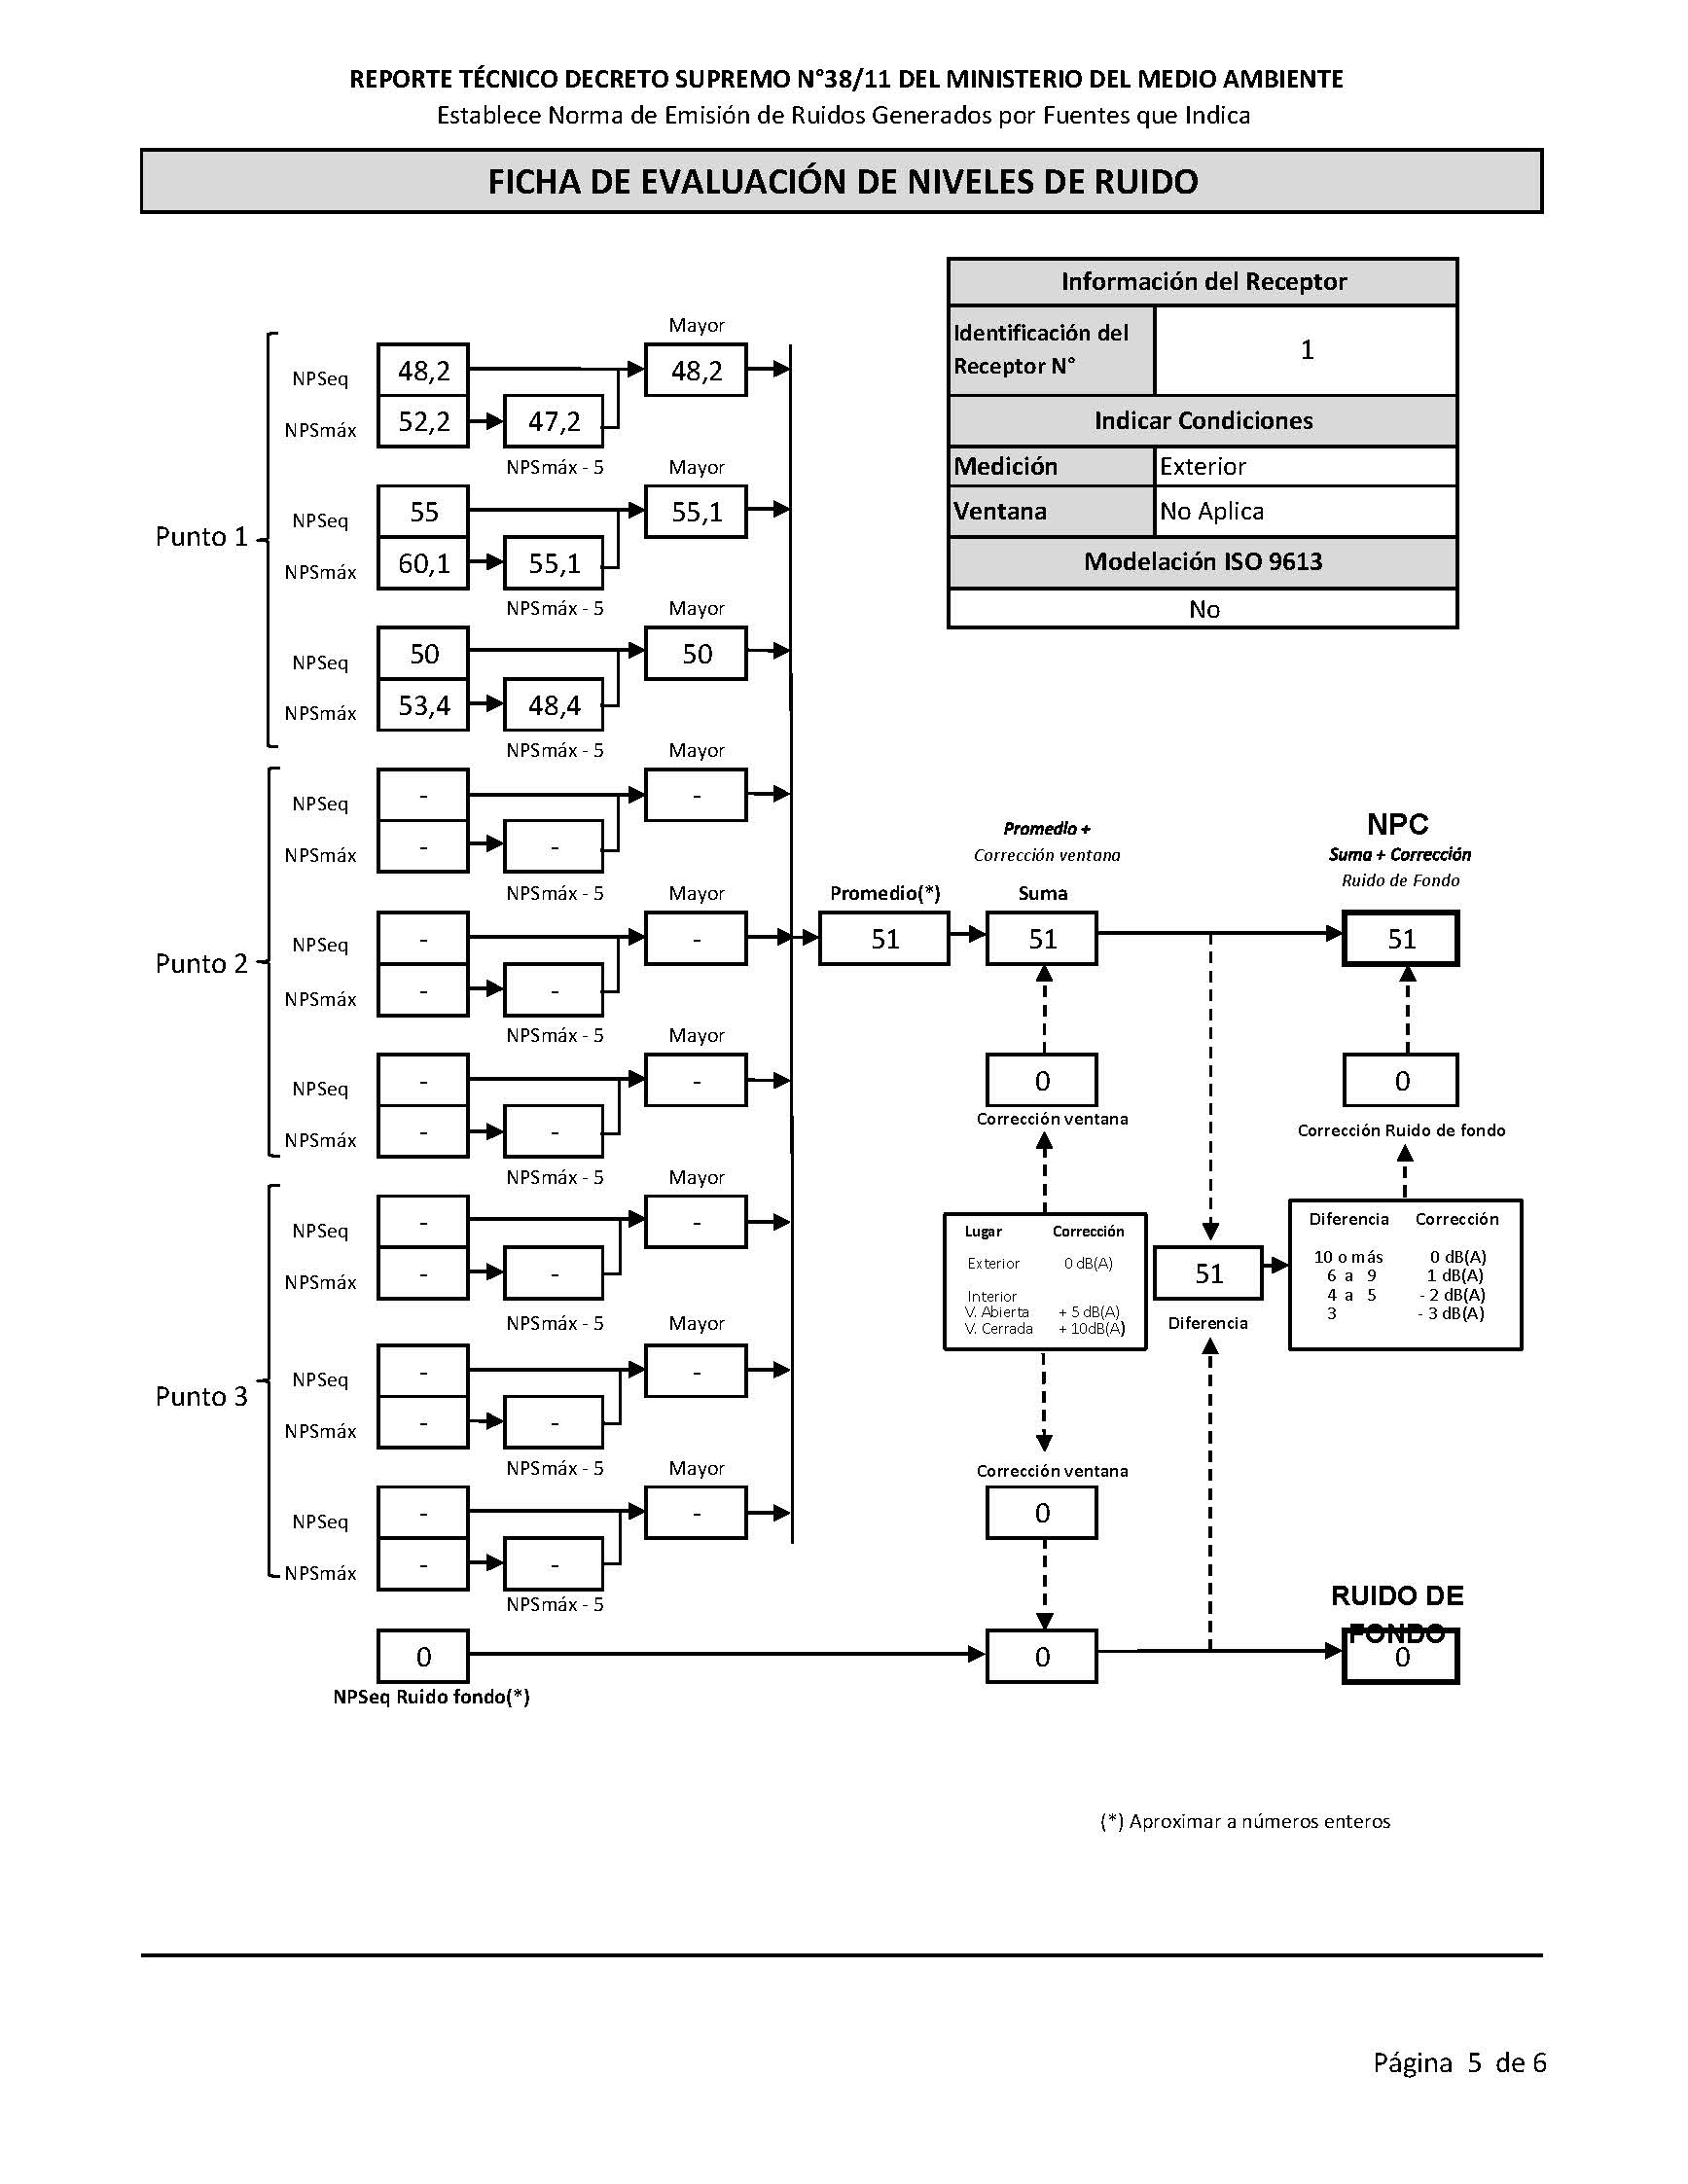 REPORTE TÉCNICO DECRETO SUPREMO N°38/11 DEL MINISTERIO DEL MEDIO AMBIENTE
Establece Norma de Emisión de Ruidos Generados por Fuentes que Indica
FICHA DE EVALUACIÓN DE NIVELES DE RUIDO
Información del Receptor
Identificación del
Receptor N°
1
Indicar Condiciones
Medición Exterior
Ventana No Aplica
Modelación ISO 9613
No
Punto 1
Mayor
NPSeq 48,2 48,2
NPSmáx 52,2 47,2
NPSmáx - 5 Mayor
NPSeq 55 55,1
NPSmáx 60,1 55,1
NPSmáx - 5 Mayor
NPSeq 50 50
NPSmáx 53,4 48,4
NPSmáx - 5 Mayor
Punto 2
NPSeq - -
NPSmáx - -
NPSmáx - 5 Mayor
NPSeq - -
NPSmáx - -
NPSmáx - 5 Mayor
NPSeq - -
NPSmáx - -
NPSmáx - 5 Mayor
Punto 3
NPSeq - -
NPSmáx - -
NPSmáx - 5 Mayor
NPSeq - -
NPSmáx - -
NPSmáx - 5 Mayor
NPSeq - -
NPSmáx - -
NPSmáx - 5
Promedio(*)
51
Promedio +
Corrección ventana
Suma
51
NPC
Suma + Corrección
Ruido de Fondo
51
0
Corrección ventana
0
Corrección Ruido de fondo
Lugar Corrección
Exterior 0 dB(A)
Interior
V. Abierta + 5 dB(A)
V. Cerrada + 10dB(A)
51
Diferencia
Diferencia Corrección
10 o más 0 dB(A)
6 a 9 1 dB(A)
4 a 5 - 2 dB(A)
3 - 3 dB(A)
Corrección ventana
0
RUIDO DE
FONDO
0 0 0
NPSeq Ruido fondo(*)
(*) Aproximar a números enteros
Página 5 de 6